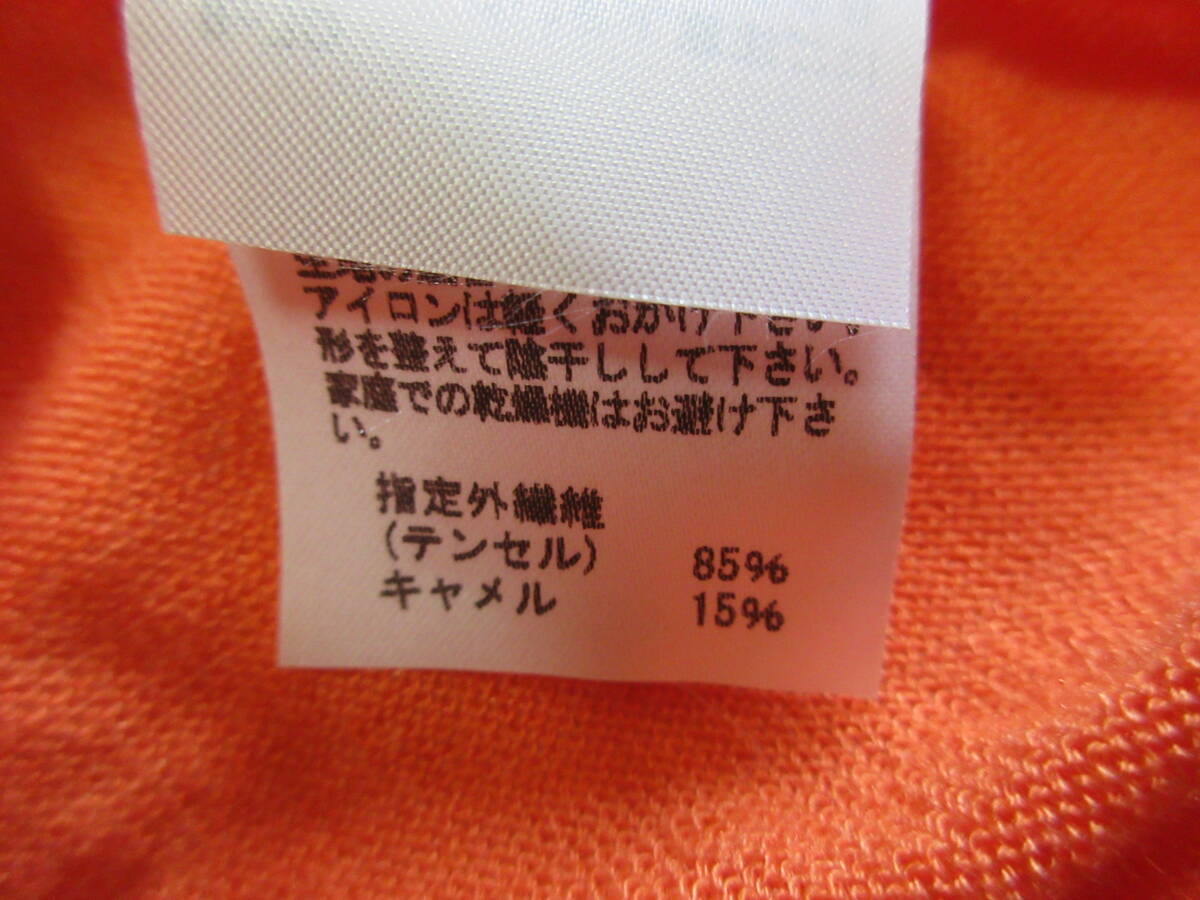 アイロンは軽くおかけ下さい。
形を整えて陰干しして下さい。
家庭での乾燥機はお避け下さ
い。
指定外繊維
(テンセル) 85%
キャメル 15%